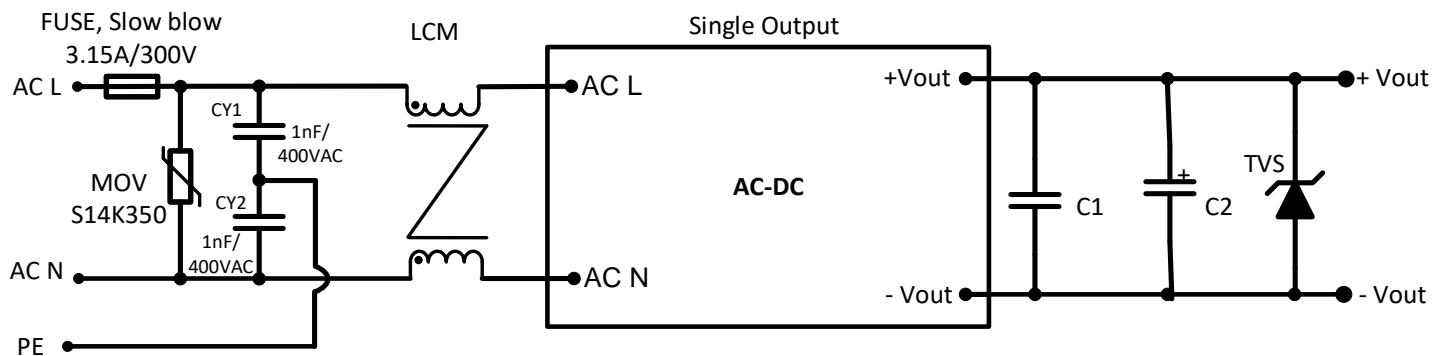 FUSE, Slow blow
3.15A/300V
LCM
Single Output
AC L
AC L
+Vout
+ Vout
CY1
1nF/
400VAC
MOV
S14K350
CY2
1nF/
400VAC
AC-DC
TVS
+
C1
C2
AC N
AC N
- Vout
- Vout
PE